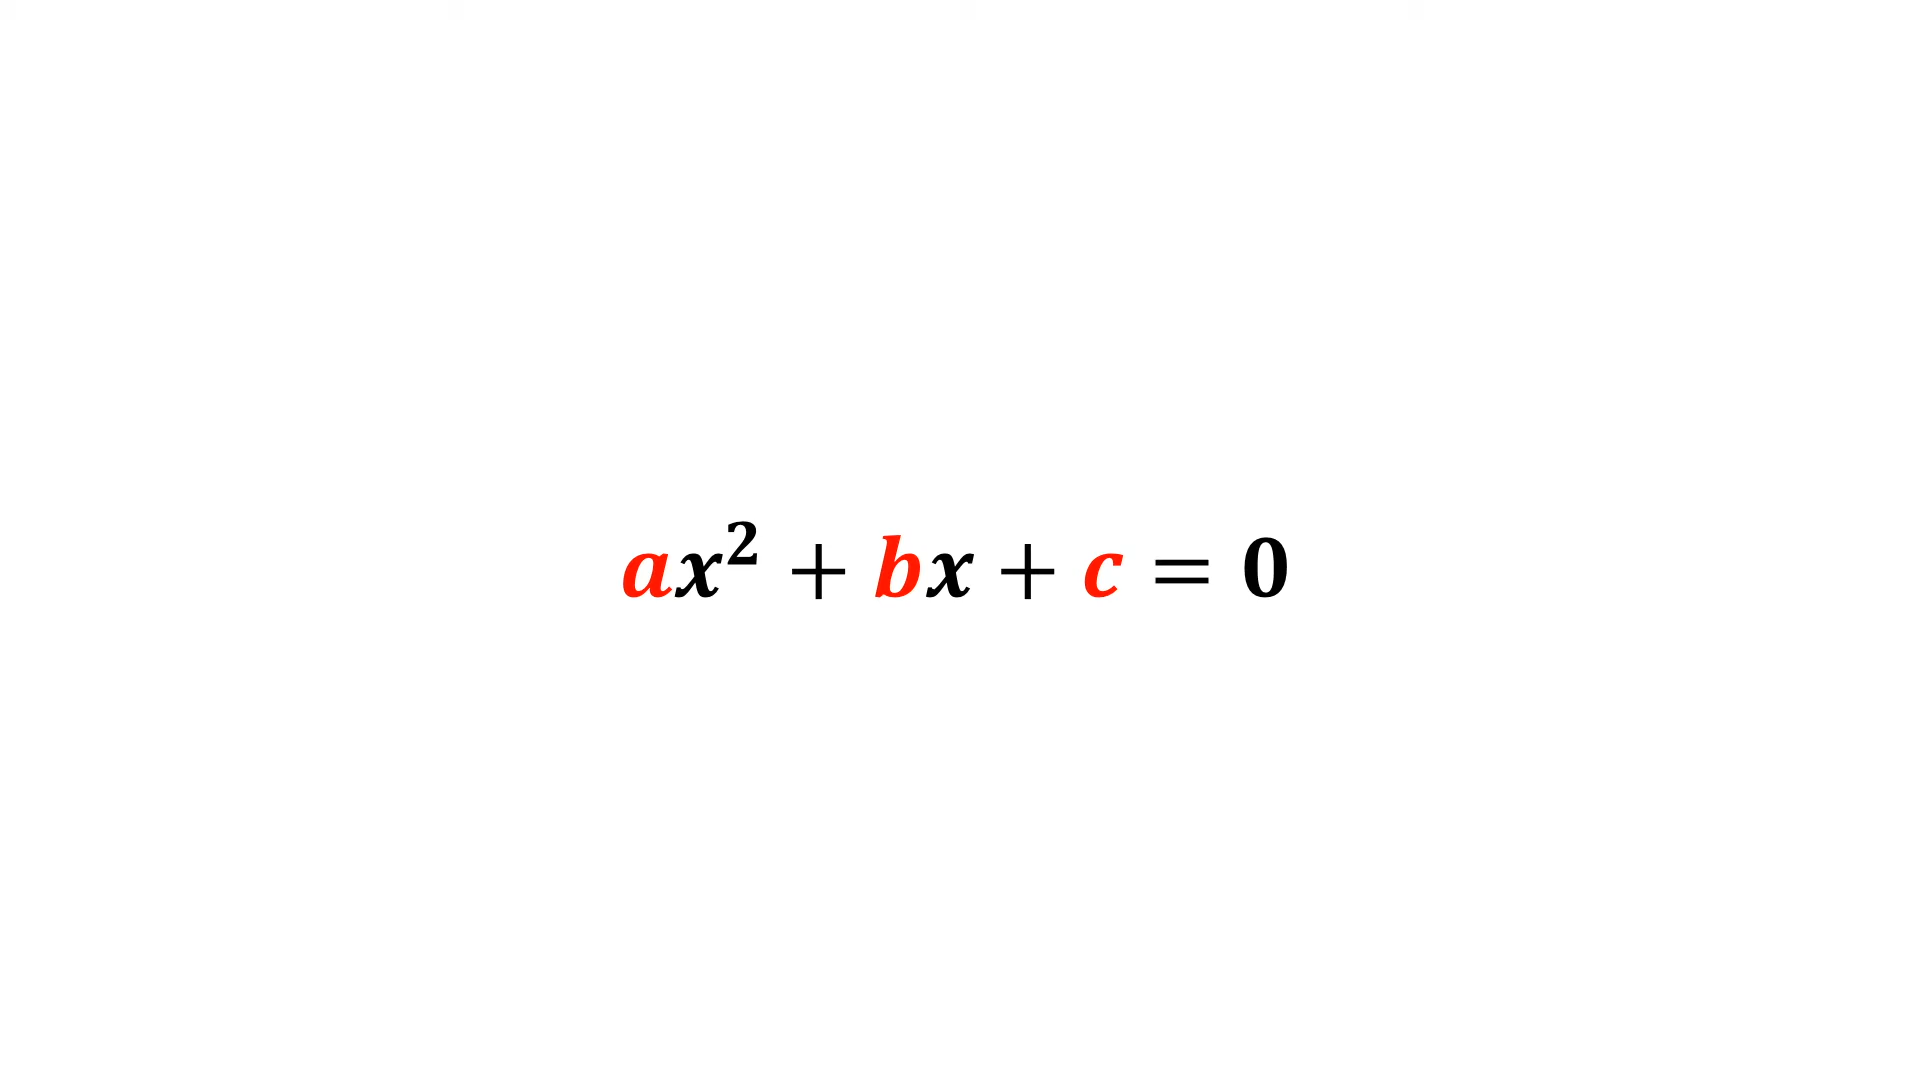 ax² + bx + c = 0